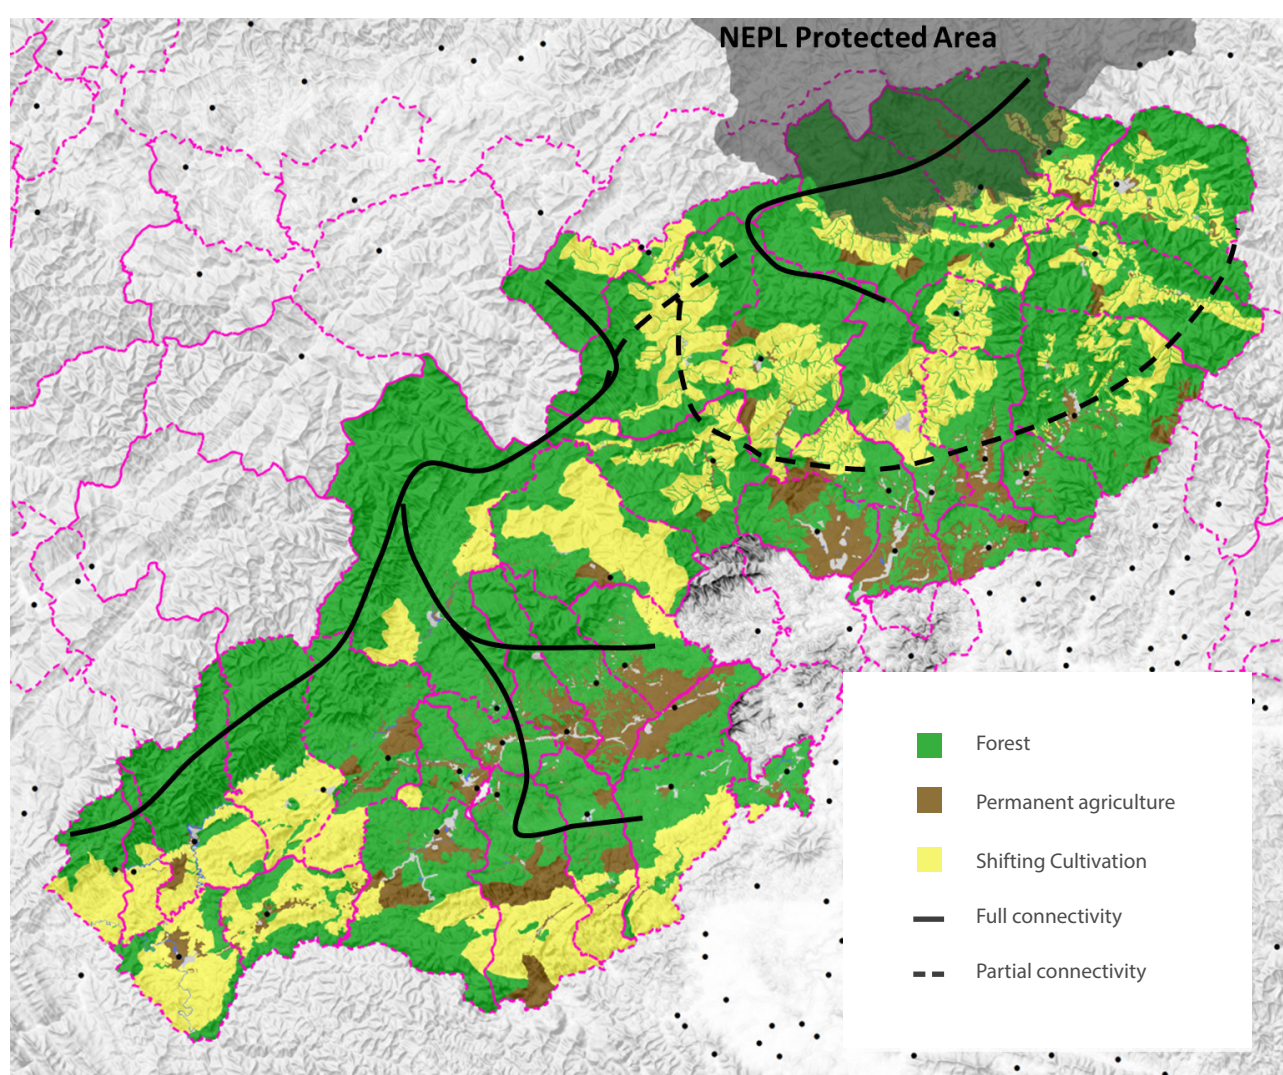 NEPL Protected Area
Forest
Permanent agriculture
Shifting Cultivation
Full connectivity
Partial connectivity